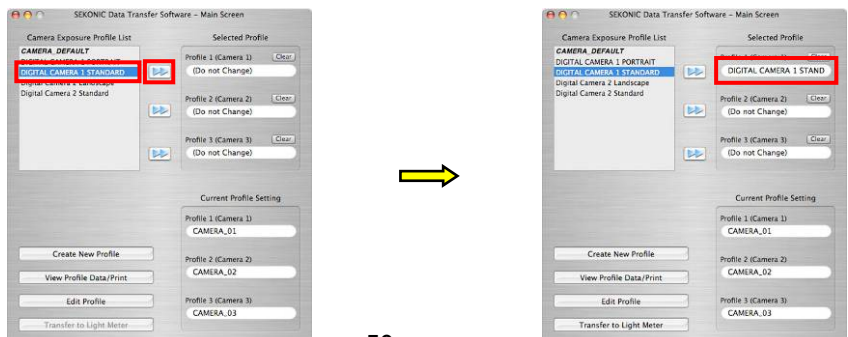 SEKONIC Data Transfer Software - Main Screen
Camera Exposure Profile List
Selected Profile
CAMERA_DEFAULT
DIGITAL CAMERA 1 PORTRAIT
DIGITAL CAMERA 1 STANDARD
Digital Camera 2 Landscape
Digital Camera 2 Standard
Profile 1 (Camera 1)
Clear
(Do not Change)
Profile 2 (Camera 2)
Clear
(Do not Change)
Profile 3 (Camera 3)
Clear
(Do not Change)
Current Profile Setting
Profile 1 (Camera 1)
CAMERA_01
Profile 2 (Camera 2)
CAMERA_02
Profile 3 (Camera 3)
CAMERA_03
Create New Profile
View Profile Data/Print
Edit Profile
Transfer to Light Meter
SEKONIC Data Transfer Software - Main Screen
Camera Exposure Profile List
Selected Profile
CAMERA_DEFAULT
DIGITAL CAMERA 1 PORTRAIT
DIGITAL CAMERA 1 STANDARD
Digital Camera 2 Landscape
Digital Camera 2 Standard
DIGITAL CAMERA 1 STAND
Profile 2 (Camera 2)
Clear
(Do not Change)
Profile 3 (Camera 3)
Clear
(Do not Change)
Current Profile Setting
Profile 1 (Camera 1)
CAMERA_01
Profile 2 (Camera 2)
CAMERA_02
Profile 3 (Camera 3)
CAMERA_03
Create New Profile
View Profile Data/Print
Edit Profile
Transfer to Light Meter